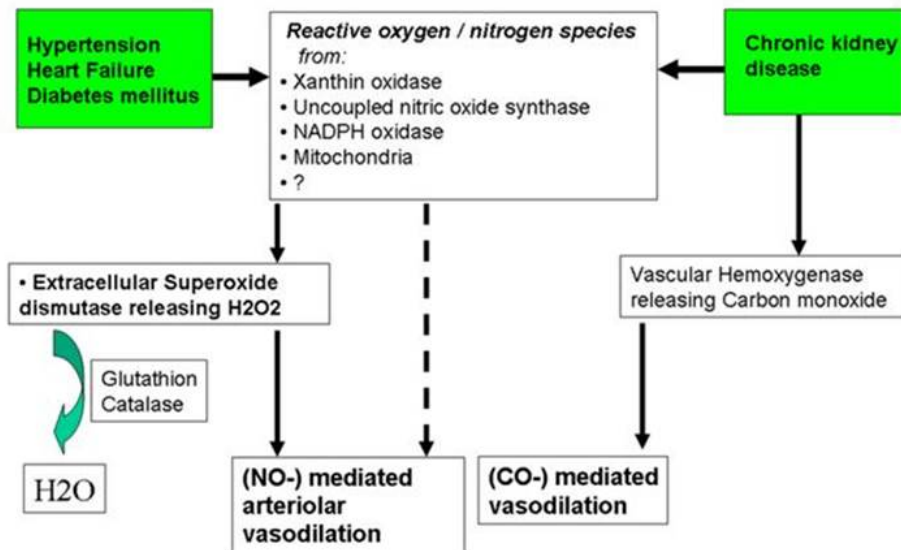 Hypertension
Heart Failure
Diabetes mellitus
Reactive oxygen / nitrogen species
from:
• Xanthin oxidase
• Uncoupled nitric oxide synthase
• NADPH oxidase
• Mitochondria
• ?
Chronic kidney
disease
• Extracellular Superoxide
dismutase releasing H2O2
Vascular Hemoxygenase
releasing Carbon monoxide
Glutathion
Catalase
H2O
(NO-) mediated
arteriolar
vasodilation
(CO-) mediated
vasodilation